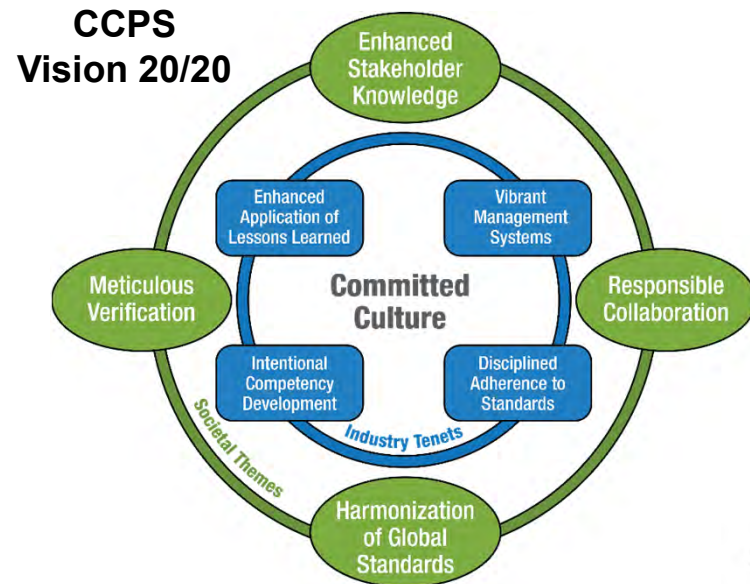 CCPS
Vision 20/20
Enhanced
Stakeholder
Knowledge
Enhanced
Application of
Lessons Learned
Vibrant
Management
Systems
Meticulous
Verification
Committed
Culture
Responsible
Collaboration
Intentional
Competency
Development
Disciplined
Adherence to
Standards
Industry Tenets
Societal Themes
Harmonization
of Global
Standards